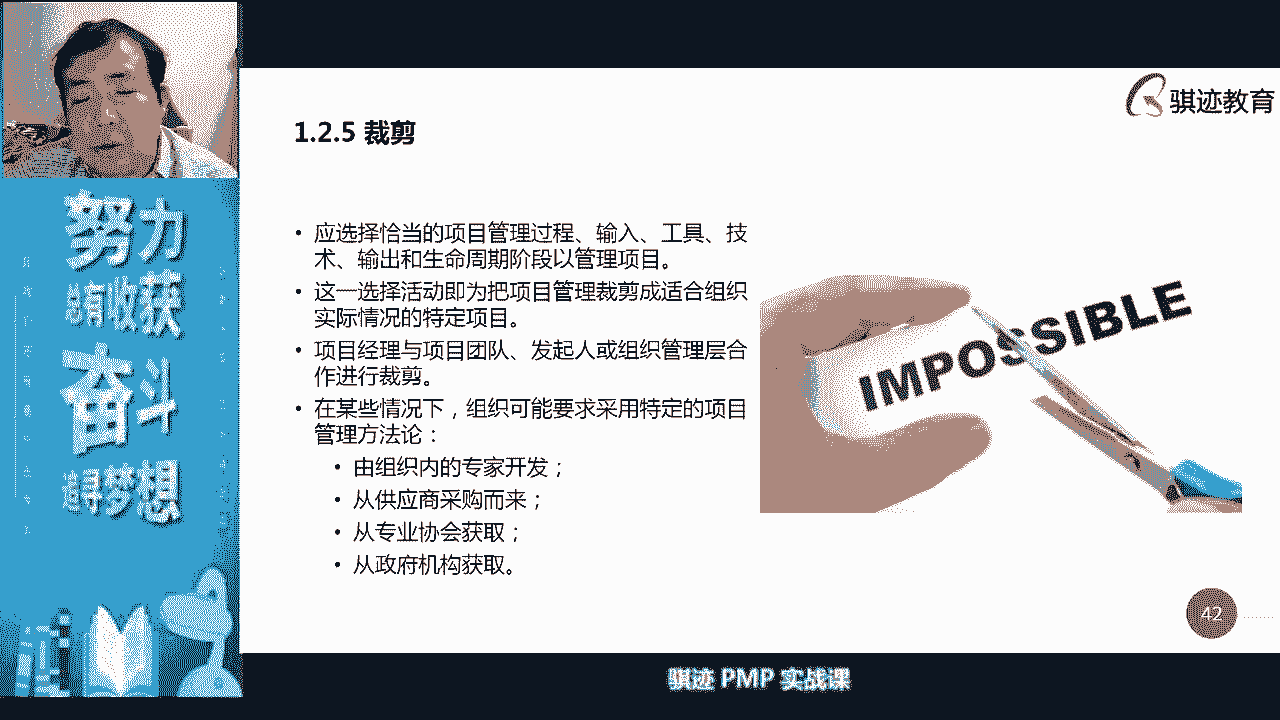 骐迹教育
1.2.5 裁剪
• 应选择恰当的项目管理过程、输入、工具、技
术、输出和生命周期阶段以管理项目。
• 这一选择活动即为把项目管理裁剪成适合组织
实际情况的特定项目。
• 项目经理与项目团队、发起人或组织管理层合
作进行裁剪。
• 在某些情况下，组织可能要求采用特定的项目
管理方法论：
• 由组织内的专家开发；
• 从供应商采购而来；
• 从专业协会获取；
• 从政府机构获取。
IMPOSSIBLE
努力
总有收获
奋斗
追寻梦想
42
骐迹 PMP 实战课